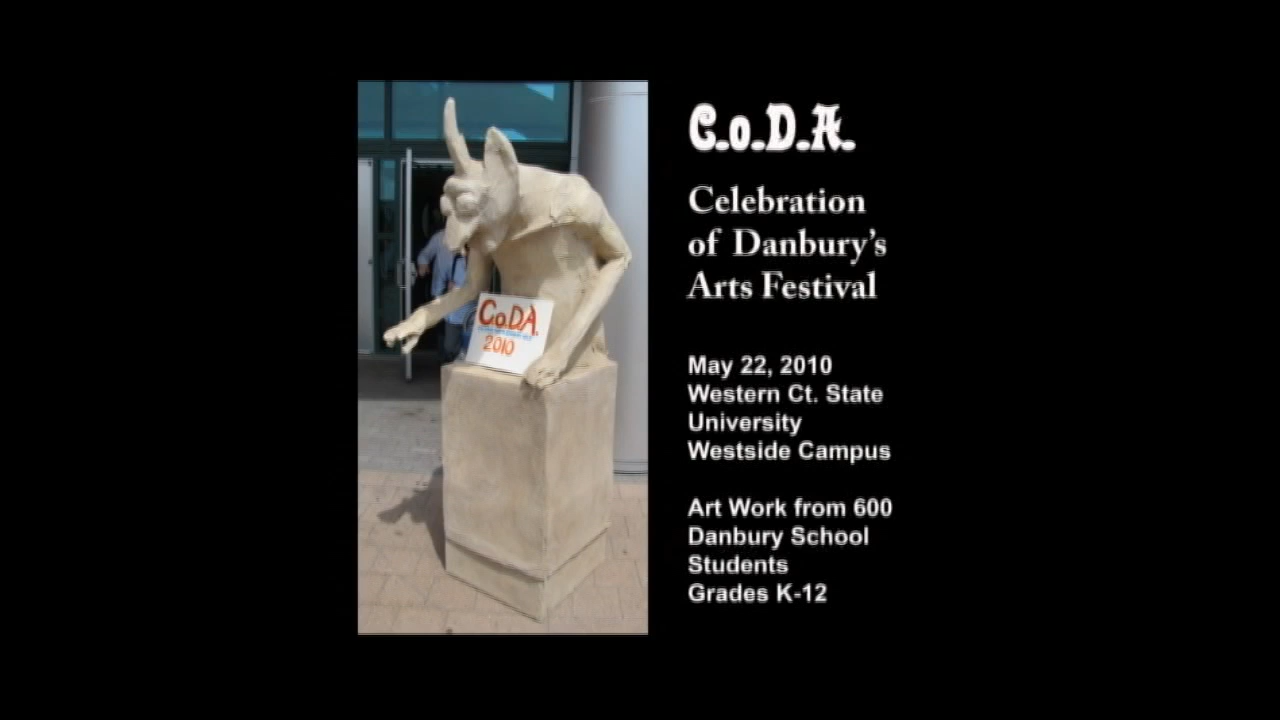 C.o.D.A.
2010
C.o.D.A.
Celebration
of Danbury's
Arts Festival
May 22, 2010
Western Ct. State
University
Westside Campus
Art Work from 600
Danbury School
Students
Grades K-12